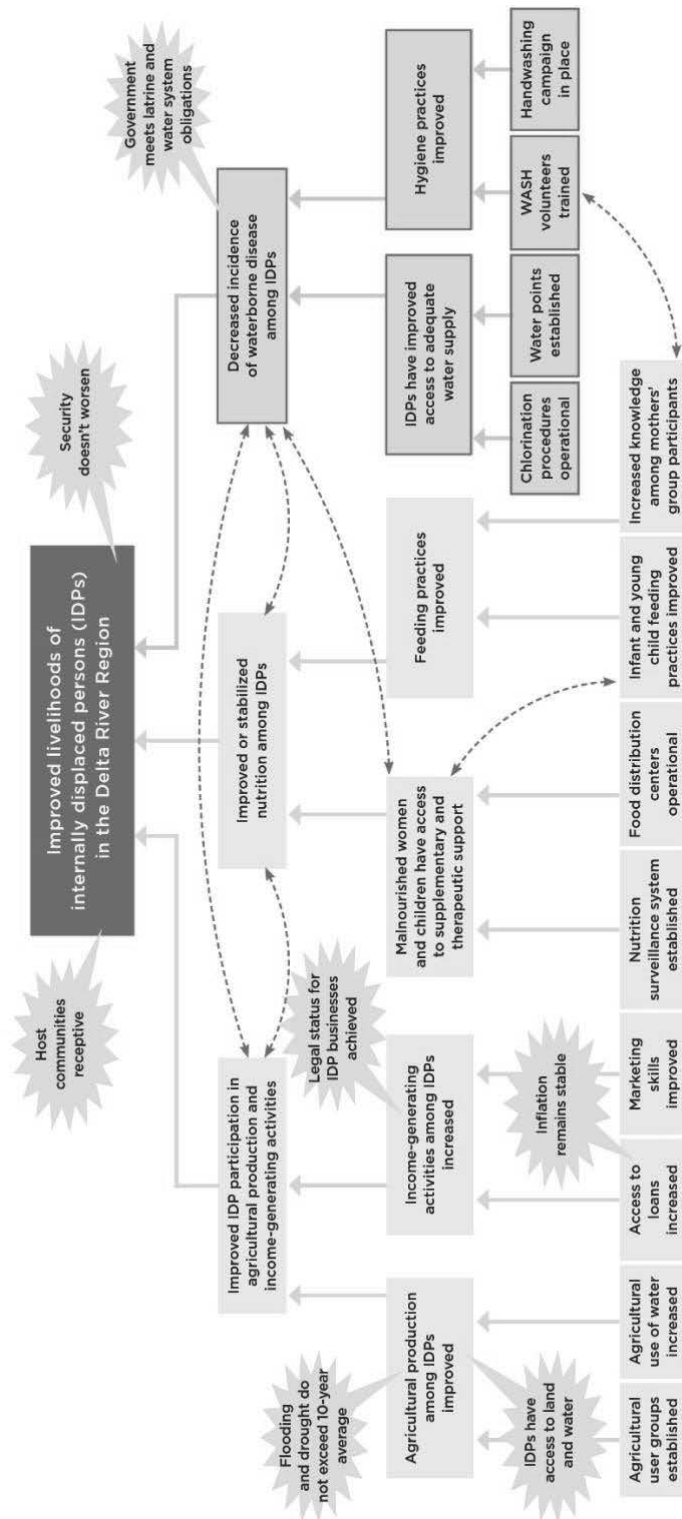 Improved livelihoods of
internally displaced persons (IDPs)
in the Delta River Region
Host
communities
receptive
Security
doesn't worsen
Government
meets latrine and
water system
obligations
Improved IDP participation in
agricultural production and
income-generating activities
Improved or stabilized
nutrition among IDPs
Decreased incidence
of waterborne disease
among IDPs
Flooding
and drought do
not exceed 10-year
average
Legal status for
IDP businesses
achieved
Agricultural production
among IDPs
improved
Income-generating
activities among IDPs
increased
Malnourished women
and children have access
to supplementary and
therapeutic support
Feeding practices
improved
IDPs have improved
access to adequate
water supply
Hygiene practices
improved
IDPs have
access to land
and water
Inflation
remains stable
Chlorination
procedures
operational
Water points
established
WASH
volunteers
trained
Handwashing
campaign
in place
Agricultural
user groups
established
Agricultural
use of water
increased
Access to
loans
increased
Marketing
skills
improved
Nutrition
surveillance system
established
Food distribution
centers
operational
Infant and young
child feeding
practices improved
Increased knowledge
among mothers'
group participants